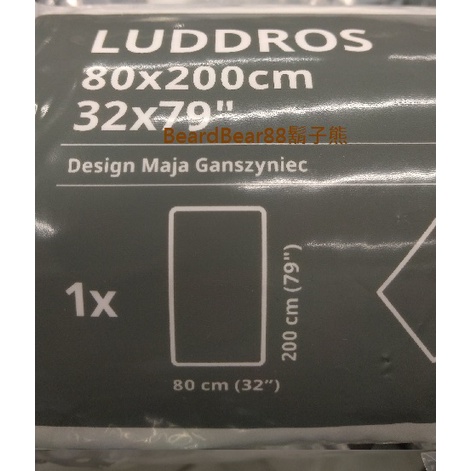 LUDDROS
80x200cm
32x79"
BeardBear88鬍子熊
Design Maja Ganszyniec
1x
200 cm (79")
80 cm (32”)